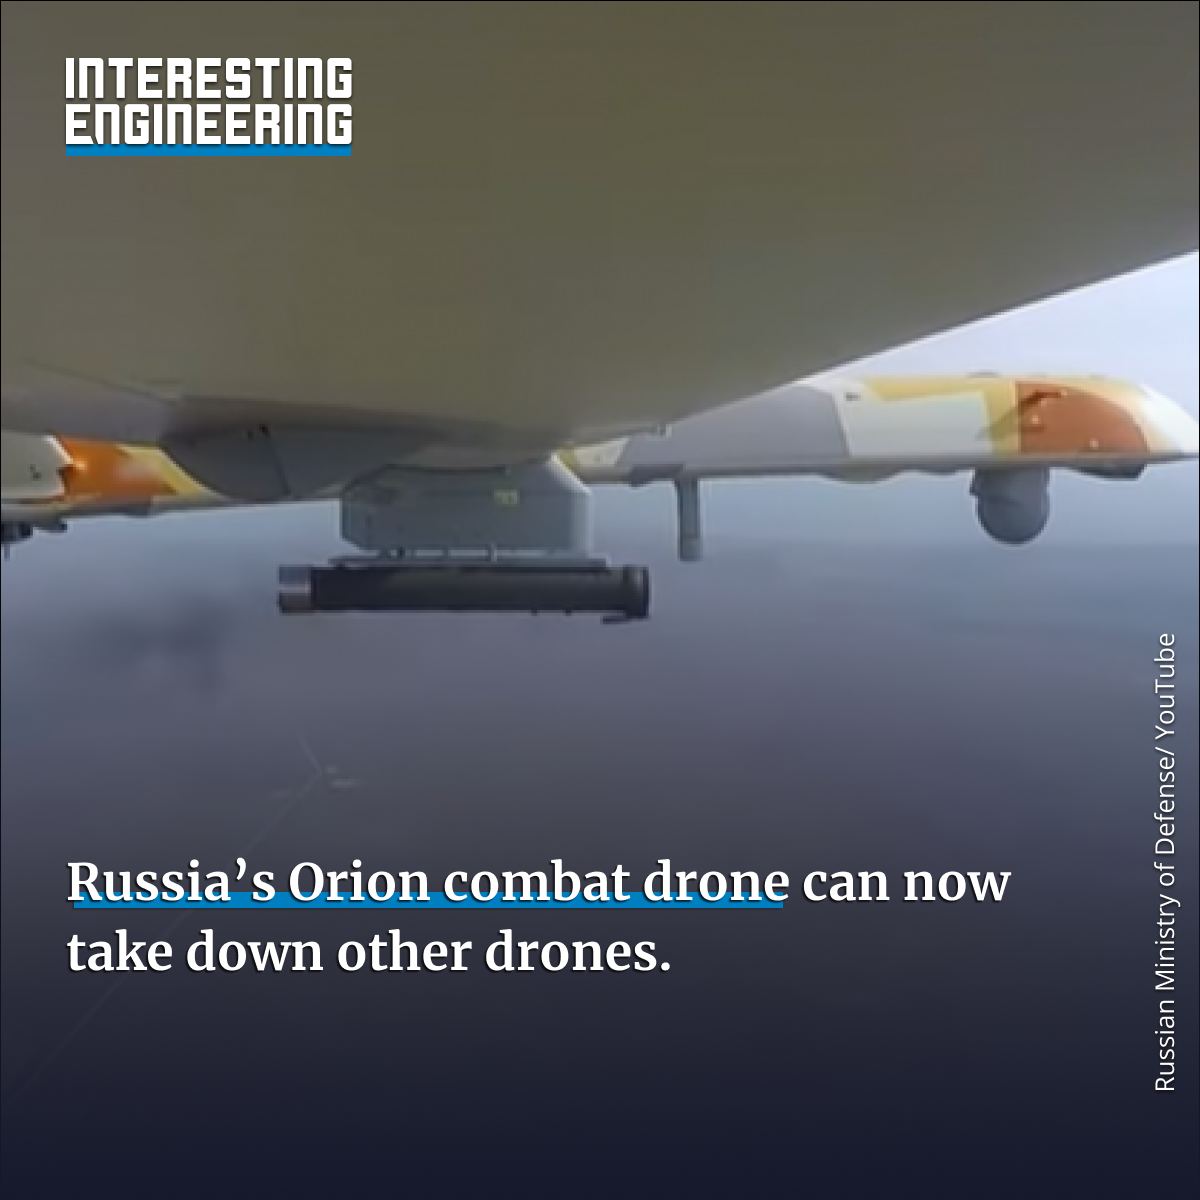 INTERESTING
ENGINEERING
Russia’s Orion combat drone can now
take down other drones.
Russian Ministry of Defense/ YouTube